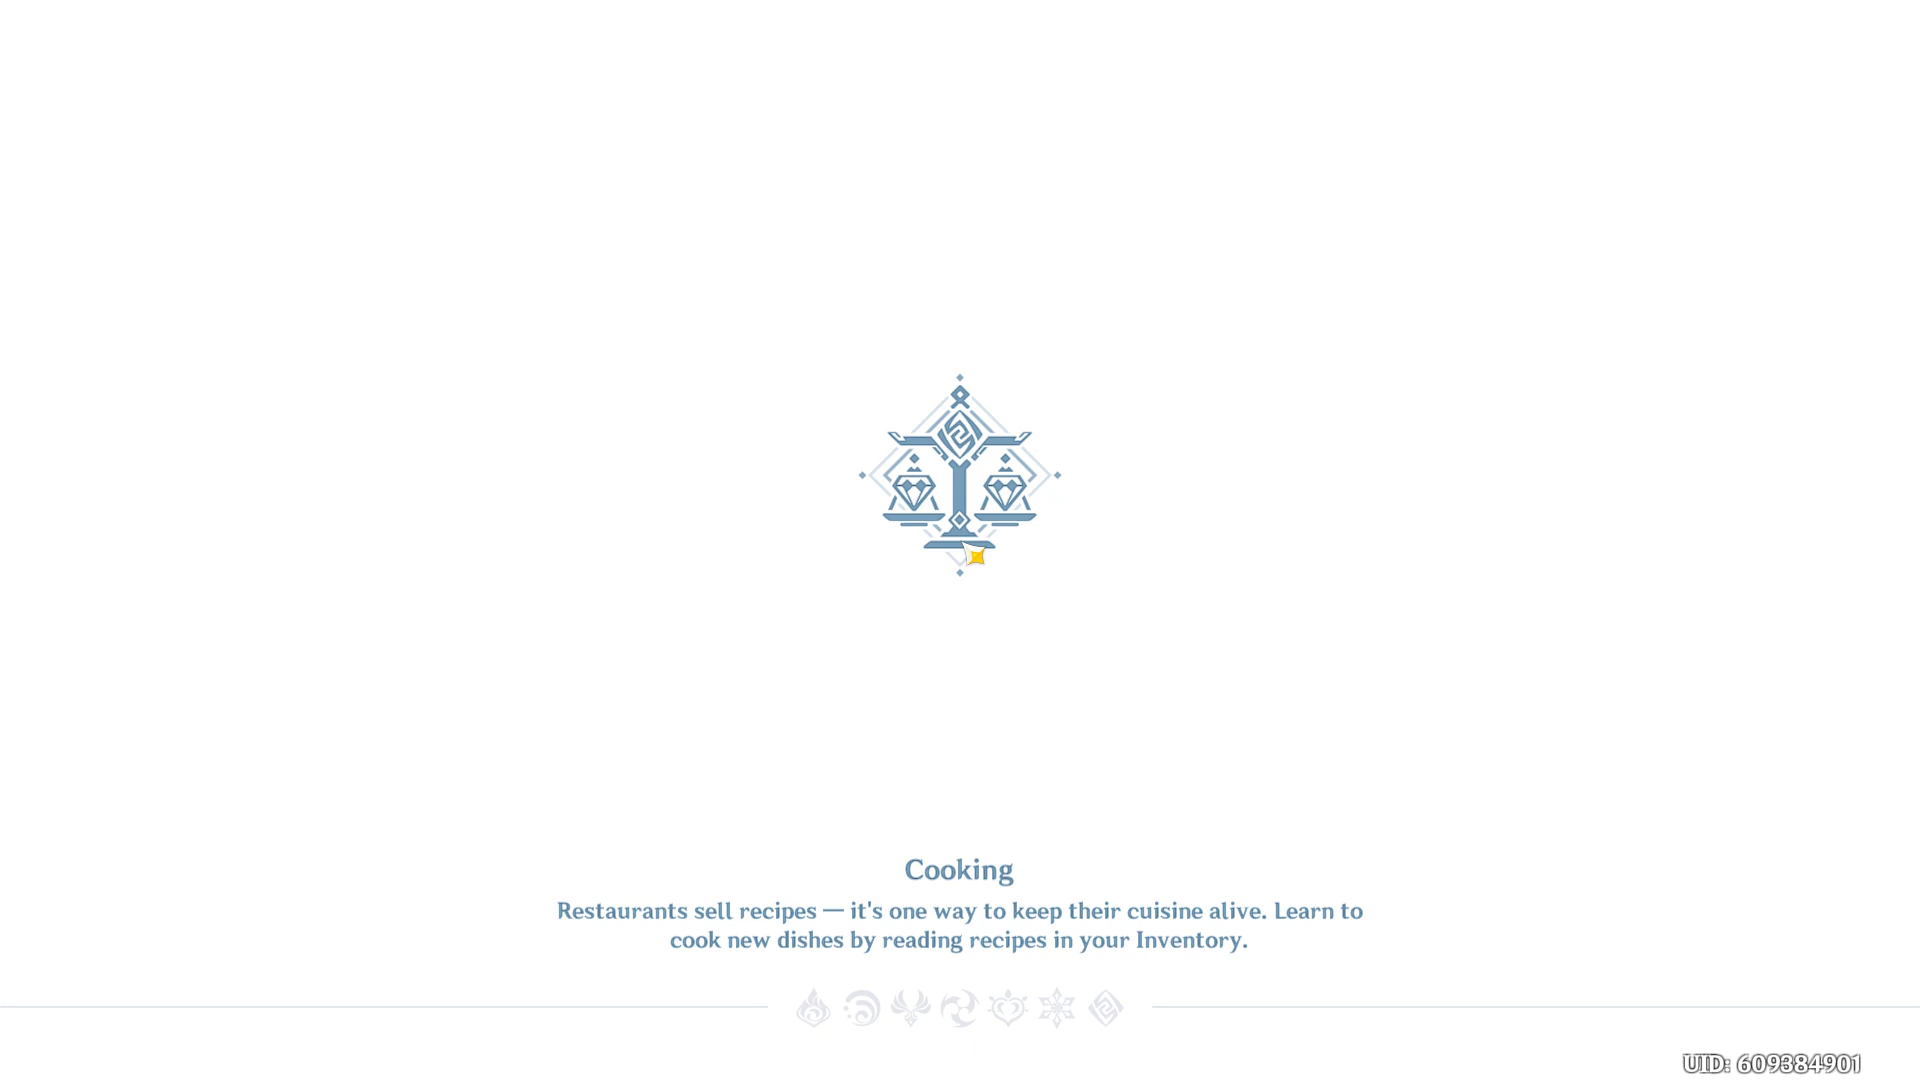 Cooking
Restaurants sell recipes — it's one way to keep their cuisine alive. Learn to
cook new dishes by reading recipes in your Inventory.
UID: 609384901